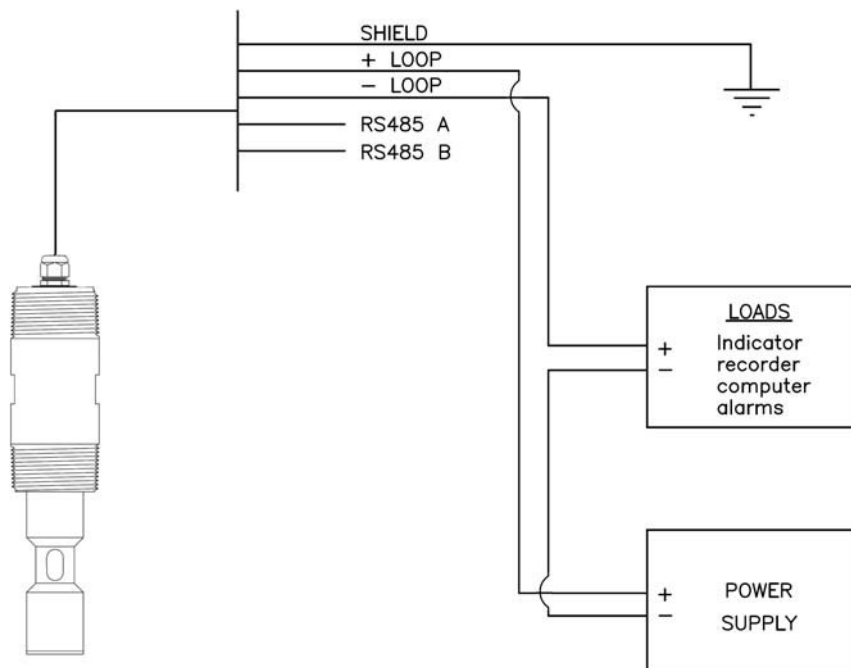 SHIELD
+ LOOP
- LOOP
RS485 A
RS485 B
LOADS
+ Indicator
- recorder
computer
alarms
+ POWER
- SUPPLY